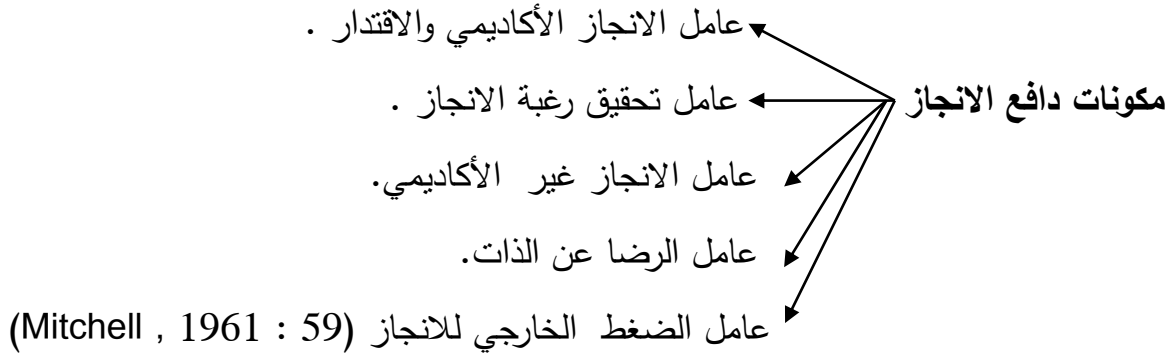 عامل الانجاز الأكاديمي والاقتدار .
مكونات دافع الانجاز
عامل تحقيق رغبة الانجاز .
عامل الانجاز غير الأكاديمي.
عامل الرضا عن الذات.
عامل الضغط الخارجي للانجاز (Mitchell , 1961 : 59)